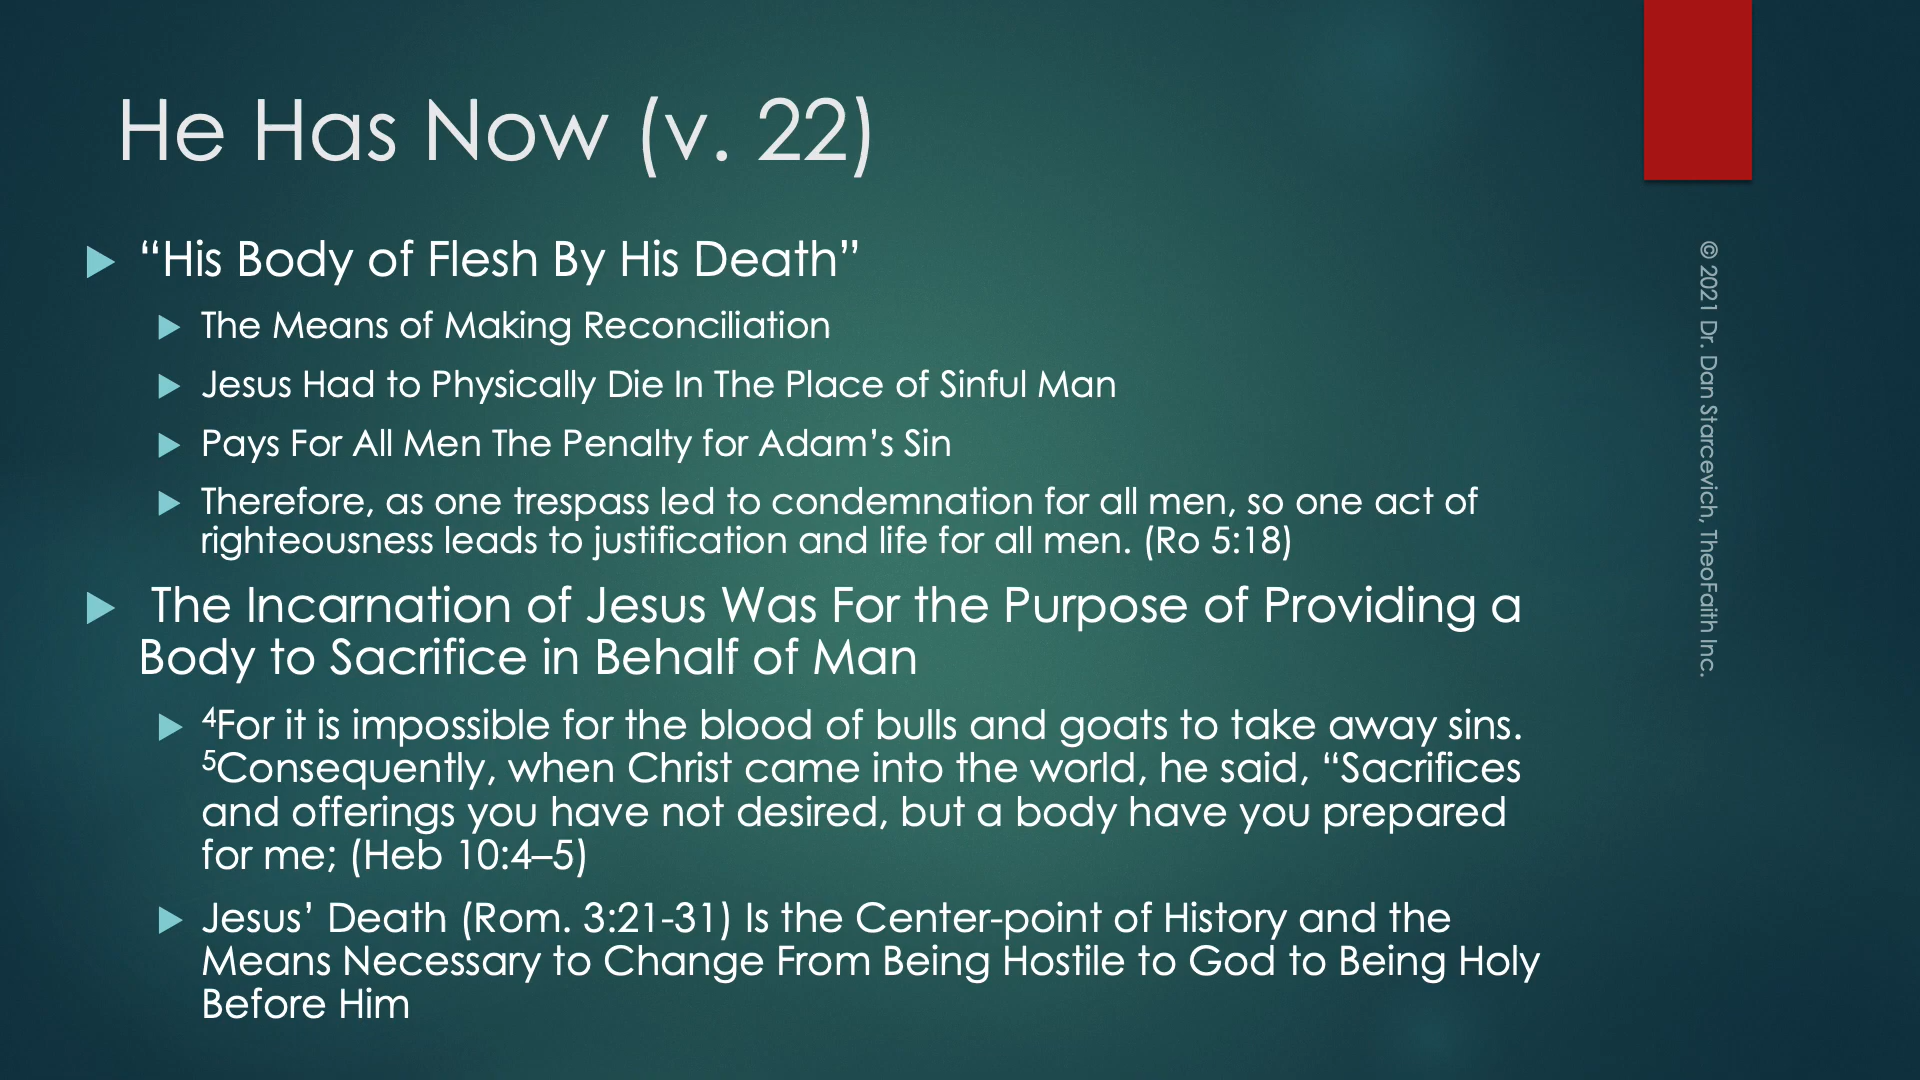 He Has Now (v. 22)
“His Body of Flesh By His Death”
The Means of Making Reconciliation
Jesus Had to Physically Die In The Place of Sinful Man
Pays For All Men The Penalty for Adam’s Sin
Therefore, as one trespass led to condemnation for all men, so one act of
righteousness leads to justification and life for all men. (Ro 5:18)
The Incarnation of Jesus Was For the Purpose of Providing a
Body to Sacrifice in Behalf of Man
⁴For it is impossible for the blood of bulls and goats to take away sins.
⁵Consequently, when Christ came into the world, he said, “Sacrifices
and offerings you have not desired, but a body have you prepared
for me; (Heb 10:4–5)
Jesus’ Death (Rom. 3:21-31) Is the Center-point of History and the
Means Necessary to Change From Being Hostile to God to Being Holy
Before Him
© 2021 Dr. Dan Starcevich, TheoFaith Inc.